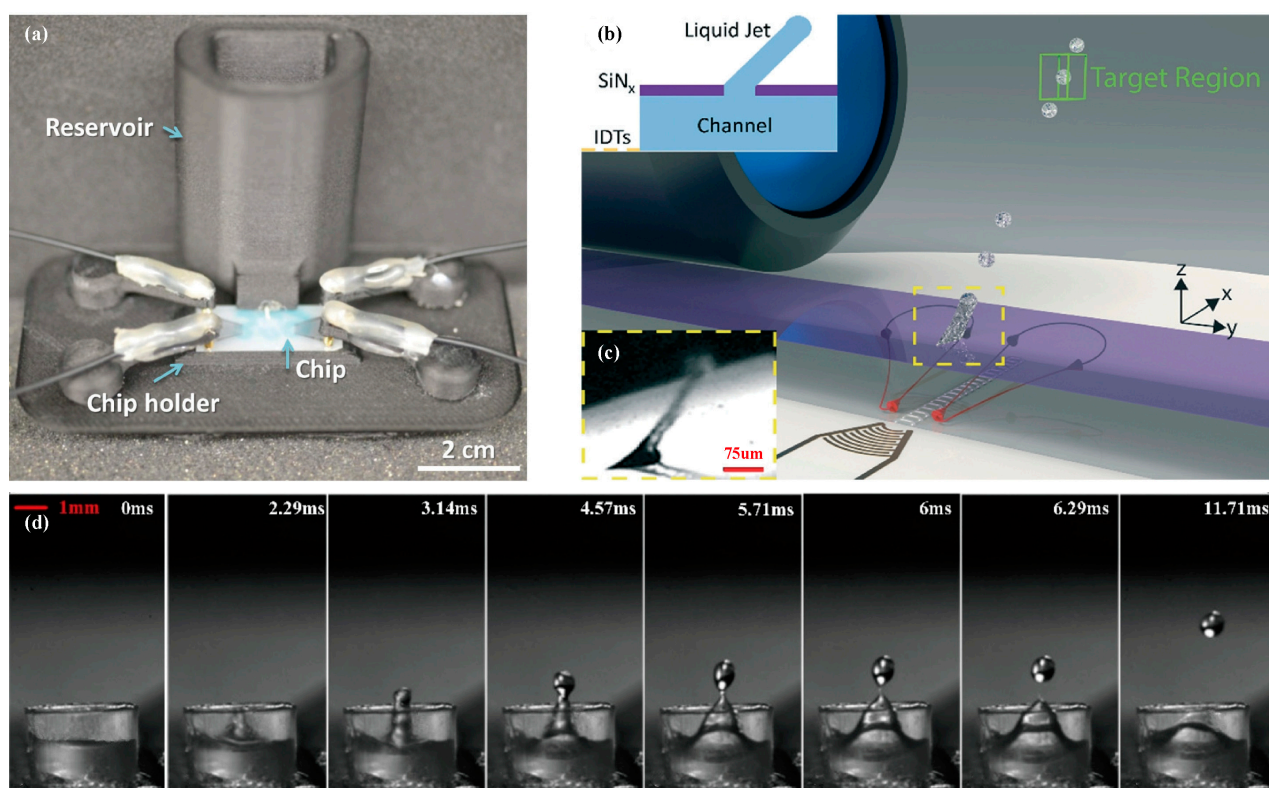 (a)
Reservoir
Chip
Chip holder
2 cm
(b)
Liquid Jet
SiNx
Channel
IDTs
Target Region
z
x
y
(c)
75um
(d)
1mm
0ms
2.29ms
3.14ms
4.57ms
5.71ms
6ms
6.29ms
11.71ms